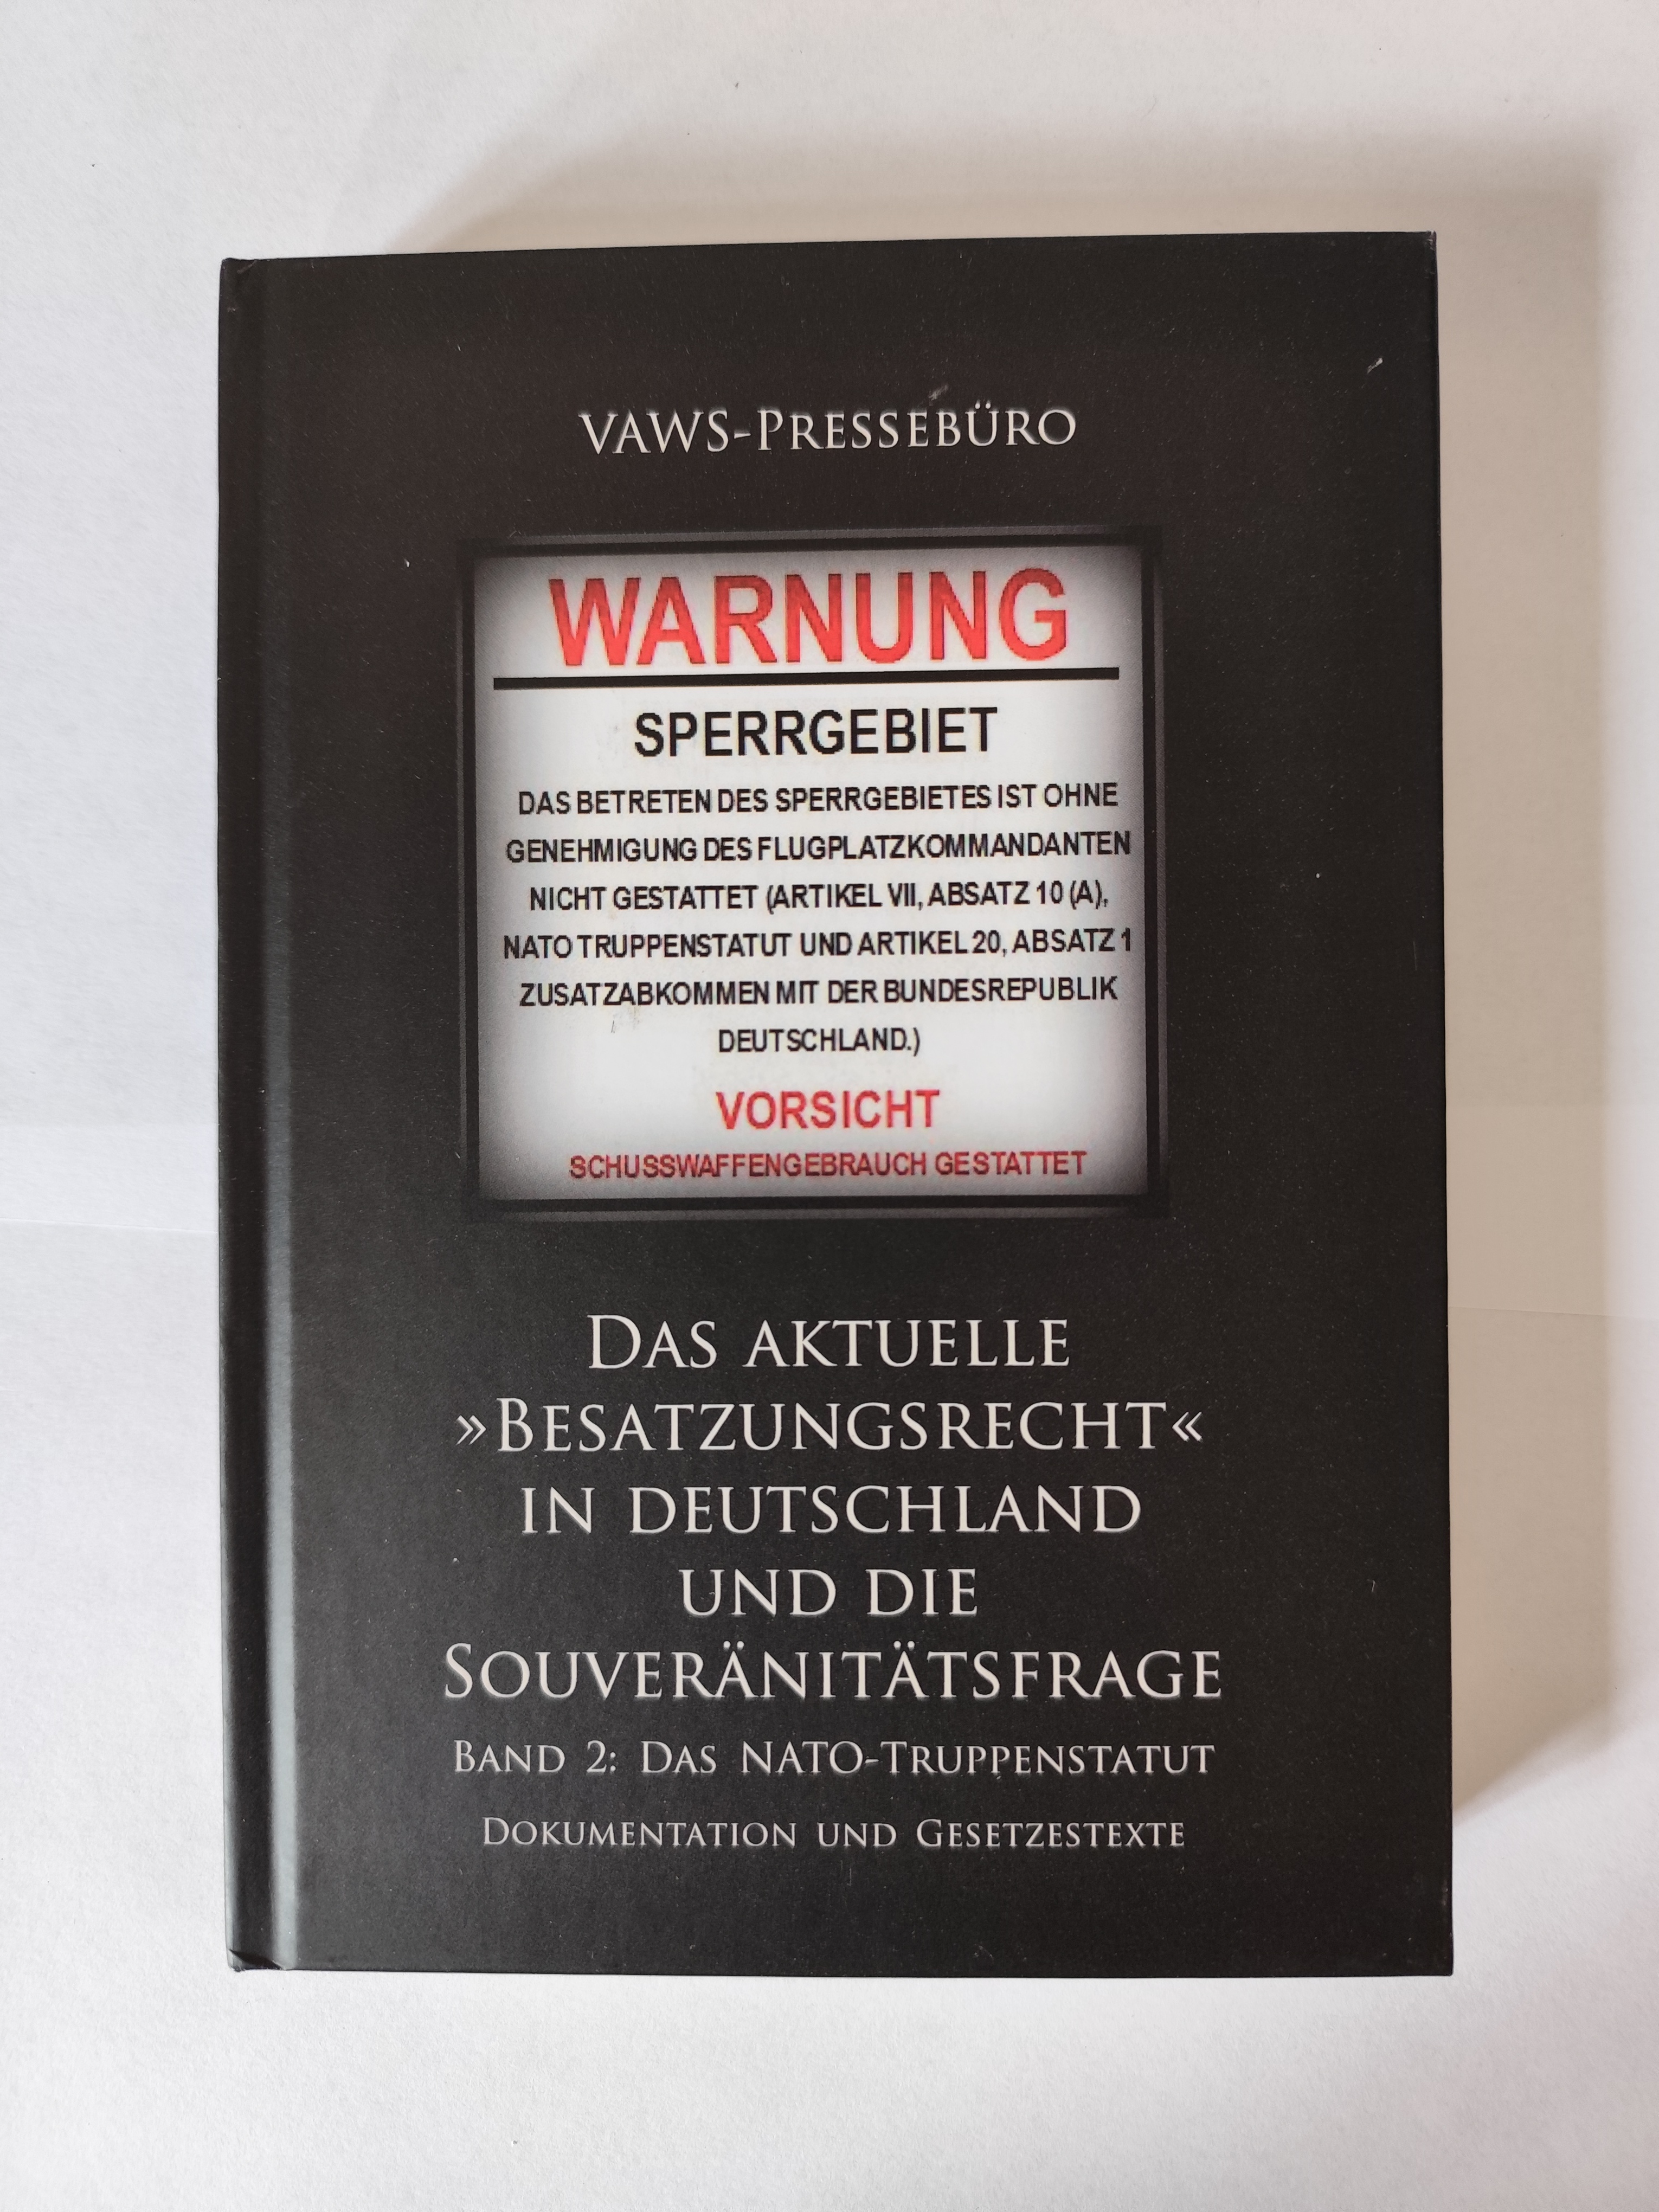 VAWS-PRESSEBÜRO
WARNUNG
SPERRGEBIET
DAS BETRETEN DES SPERRGEBIETES IST OHNE
GENEHMIGUNG DES FLUGPLATZKOMMANDANTEN
NICHT GESTATTET (ARTIKEL VII, ABSATZ 10 (A),
NATO TRUPPENSTATUT UND ARTIKEL 20, ABSATZ 1
ZUSATZABKOMMEN MIT DER BUNDESREPUBLIK
DEUTSCHLAND.)
VORSICHT
SCHUSSWAFFENGEBRAUCH GESTATTET
DAS AKTUELLE
»BESATZUNGSRECHT«
IN DEUTSCHLAND
UND DIE
SOUVERÄNITÄTSFRAGE
BAND 2: DAS NATO-TRUPPENSTATUT
DOKUMENTATION UND GESETZESTEXTE